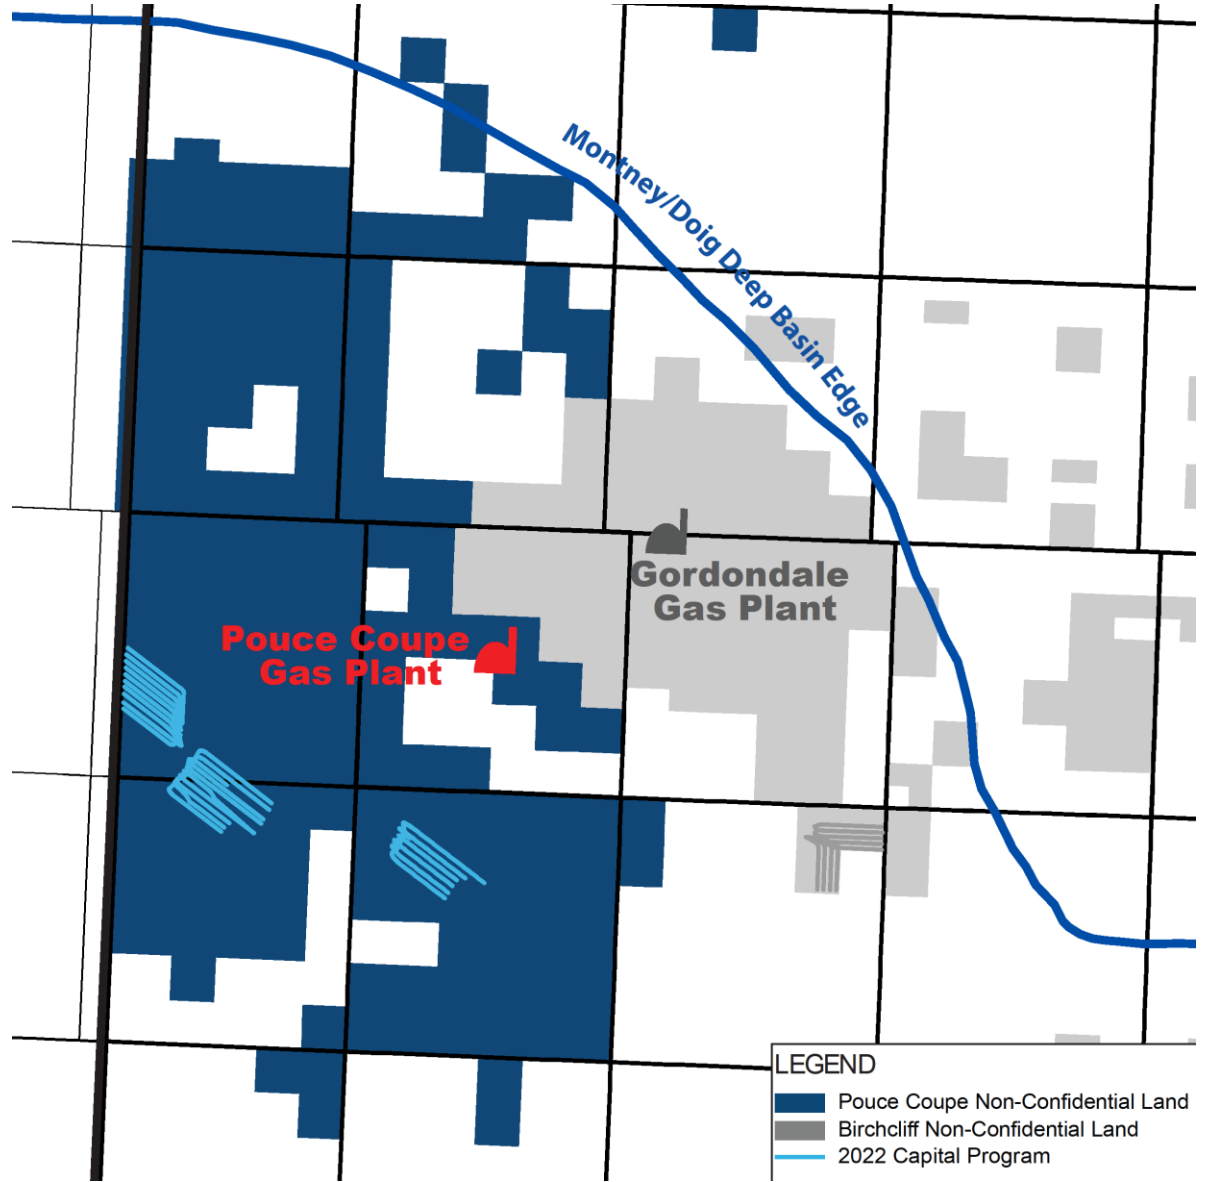 Montney/Doig Deep Basin Edge
Gordondale
Gas Plant
Pouce Coupe
Gas Plant
LEGEND
Pouce Coupe Non-Confidential Land
Birchcliff Non-Confidential Land
2022 Capital Program